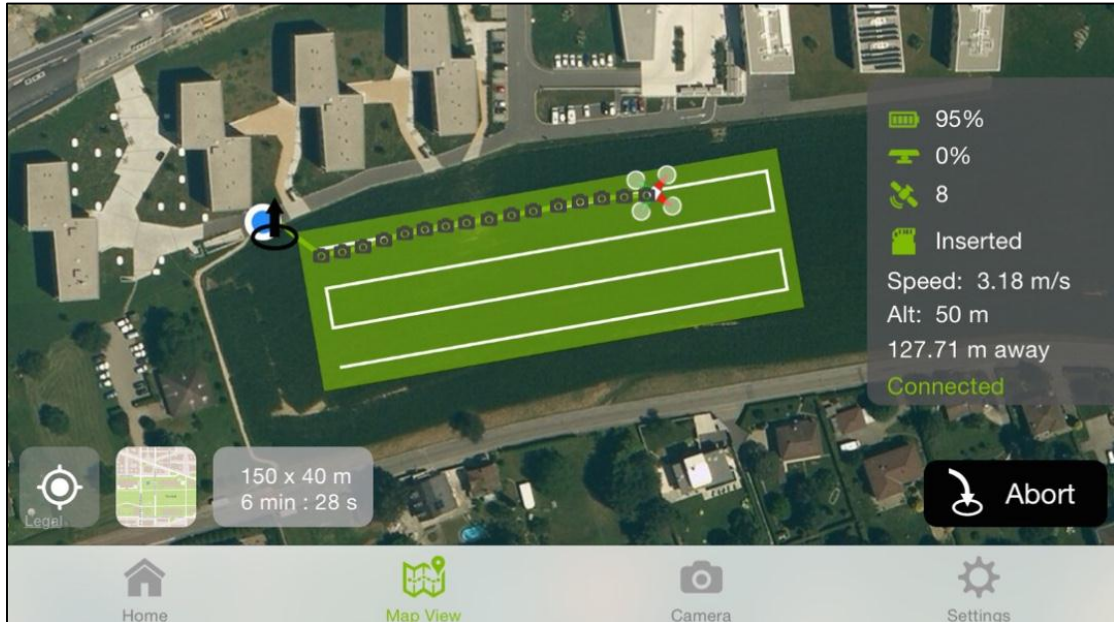 95%
0%
8
Inserted
Speed: 3.18 m/s
Alt: 50 m
127.71 m away
Connected
150 x 40 m
6 min : 28 s
Legal
Abort
Home
Map View
Camera
Settings